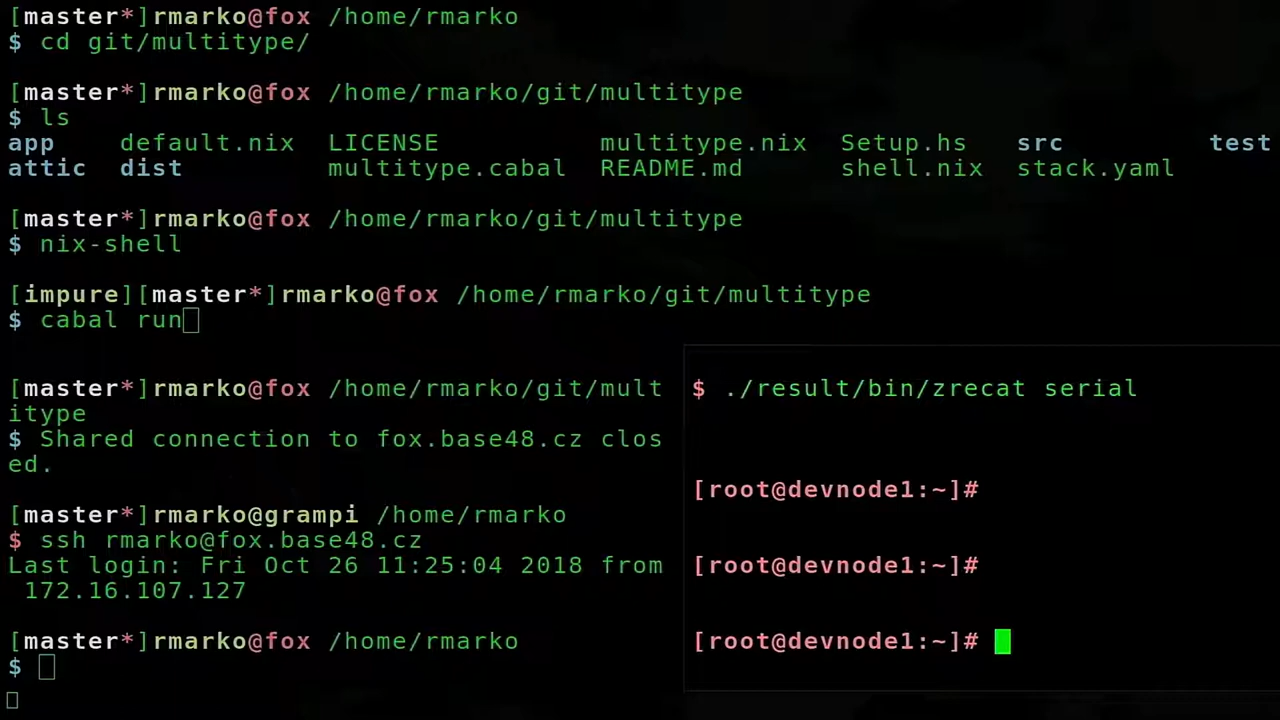 [master*]rmarko@fox /home/rmarko
$ cd git/multitype/
[master*]rmarko@fox /home/rmarko/git/multitype
$ ls
app default.nix LICENSE multitype.nix Setup.hs src test
attic dist multitype.cabal README.md shell.nix stack.yaml
[master*]rmarko@fox /home/rmarko/git/multitype
$ nix-shell
[impure][master*]rmarko@fox /home/rmarko/git/multitype
$ cabal run
[master*]rmarko@fox /home/rmarko/git/mult
itype
$ Shared connection to fox.base48.cz clos
ed.
[master*]rmarko@grampi /home/rmarko
$ ssh rmarko@fox.base48.cz
Last login: Fri Oct 26 11:25:04 2018 from
172.16.107.127
[master*]rmarko@fox /home/rmarko
$
$ ./result/bin/zrecat serial
[root@devnode1:~]#
[root@devnode1:~]#
[root@devnode1:~]#